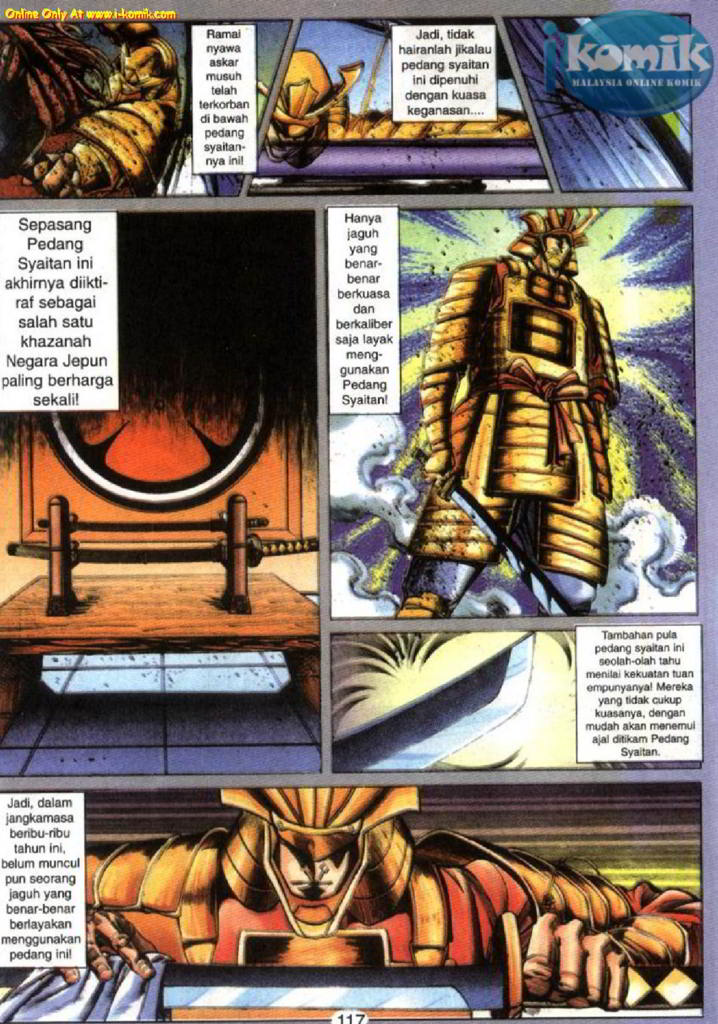 Online Only At www.i-komik.com
Ramai
nyawa
askar
musuh
telah
terkorban
di bawah
pedang
syaitan-
nya ini!
Jadi, tidak
hairanlah jikalau
pedang syaitan
ini dipenuhi
dengan kuasa
keganasan....
ikomik
MALAYSIA ONLINE KOMIK
Sepasang
Pedang
Syaitan ini
akhirnya diikti-
raf sebagai
salah satu
khazanah
Negara Jepun
paling berharga
sekali!
Hanya
jaguh
yang
benar-
benar
berkuasa
dan
berkaliber
saja layak
meng-
gunakan
Pedang
Syaitan!
Tambahan pula
pedang syaitan ini
seolah-olah tahu
menilai kekuatan tuan
empunyanya! Mereka
yang tidak cukup
kuasanya, dengan
mudah akan menemui
ajal ditikam Pedang
Syaitan.
Jadi, dalam
jangkamasa
beribu-ribu
tahun ini,
belum muncul
pun seorang
jaguh yang
benar-benar
berlayakan
menggunakan
pedang ini!
117